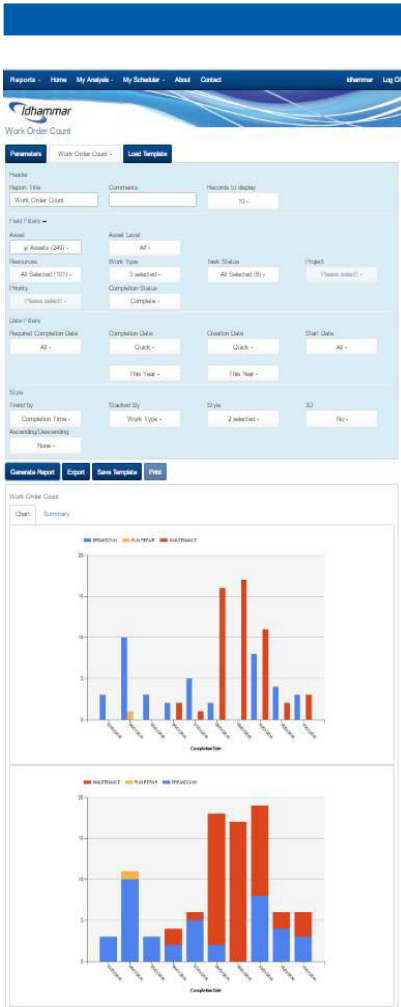 Reports - Home My Analysis - My Scheduler - About Contact idhammar Log Of
idhammar
Work Order Count
Parameters Work Order Count - Load Template
Header
Report Title Comments Records to display
Work Order Count 10 -
Field Filters
Asset Asset Level
Assets (249) - All -
Resources Work Type Task Status Project
All Selected (101) - 3 selected - All Selected (8) - Please select! -
Priority Completion Status
Please select! - Complete -
Date Filters
Required Completion Date Completion Date Creation Date Start Date
All - Quick - Quick - All -
This Year - This Year -
Style
Trend by Stacked By Style 3D
Completion Time - Work Type - 2 selected - No -
Ascending/Descending
None -
Generate Report Export Save Template Print
Work Order Count
Chart Summary
BREAKDOWN RUN REPAIR MAINTENANCE
20
15
10
5
0
Completion Date
MAINTENANCE RUN REPAIR BREAKDOWN
20
15
10
5
0
Completion Date